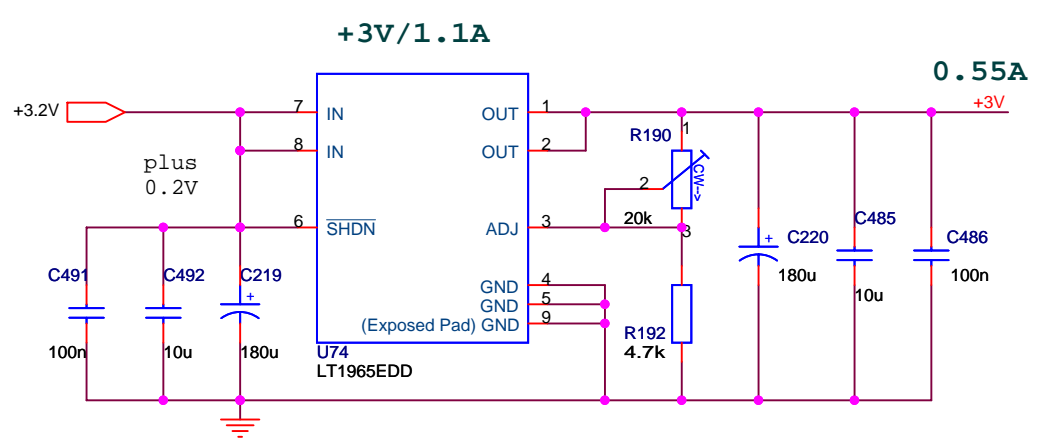 +3V/1.1A
0.55A
+3V
+3.2V
7
IN
OUT
1
8
IN
OUT
2
plus
0.2V
6
SHDN
ADJ
3
R190
1
2
CW-->
20k
3
C491
100n
C492
10u
C219
+
180u
GND
4
GND
5
(Exposed Pad) GND
9
U74
LT1965EDD
R192
4.7k
+
C220
180u
C485
10u
C486
100n